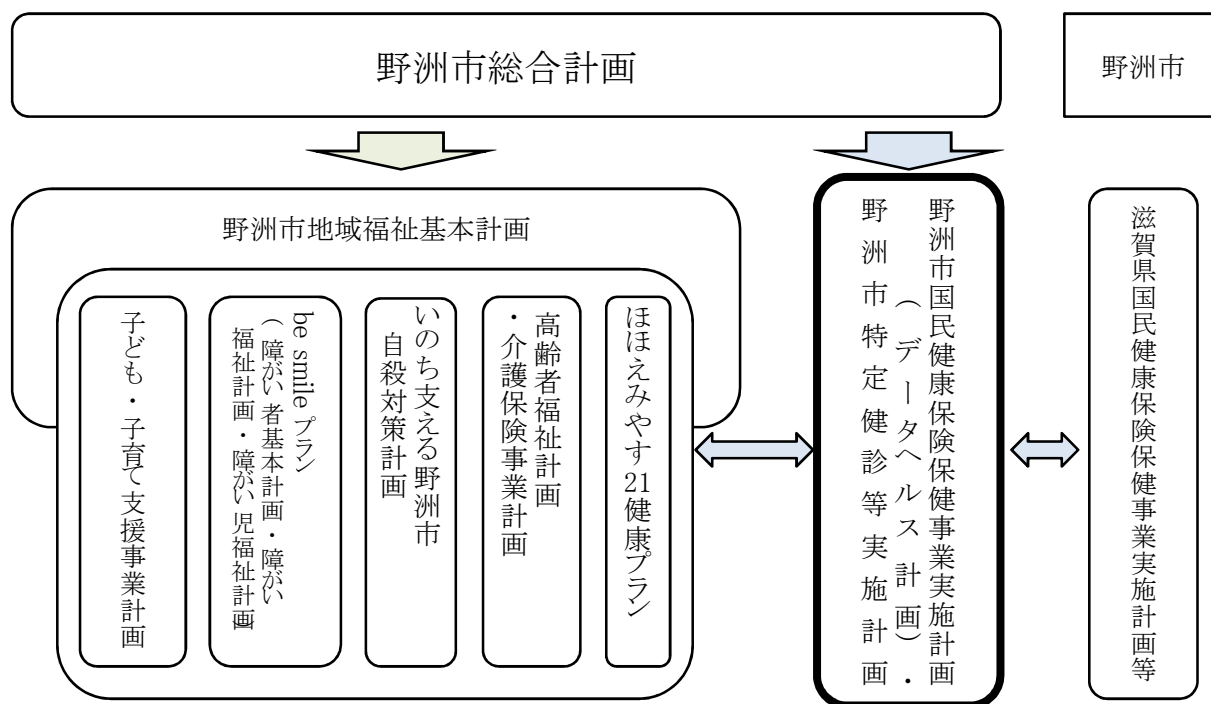 野洲市総合計画
野洲市
野洲市地域福祉基本計画
子ども・子育て支援事業計画
be smile プラン
（障がい者基本計画・障がい
福祉計画・障がい児福祉計画）
いのち支える野洲市
自殺対策計画
高齢者福祉計画
・介護保険事業計画
ほほえみやす21健康プラン
野洲市国民健康保険保健事業実施計画
（データヘルス計画）・
野洲市特定健診等実施計画
滋賀県国民健康保険保健事業実施計画等